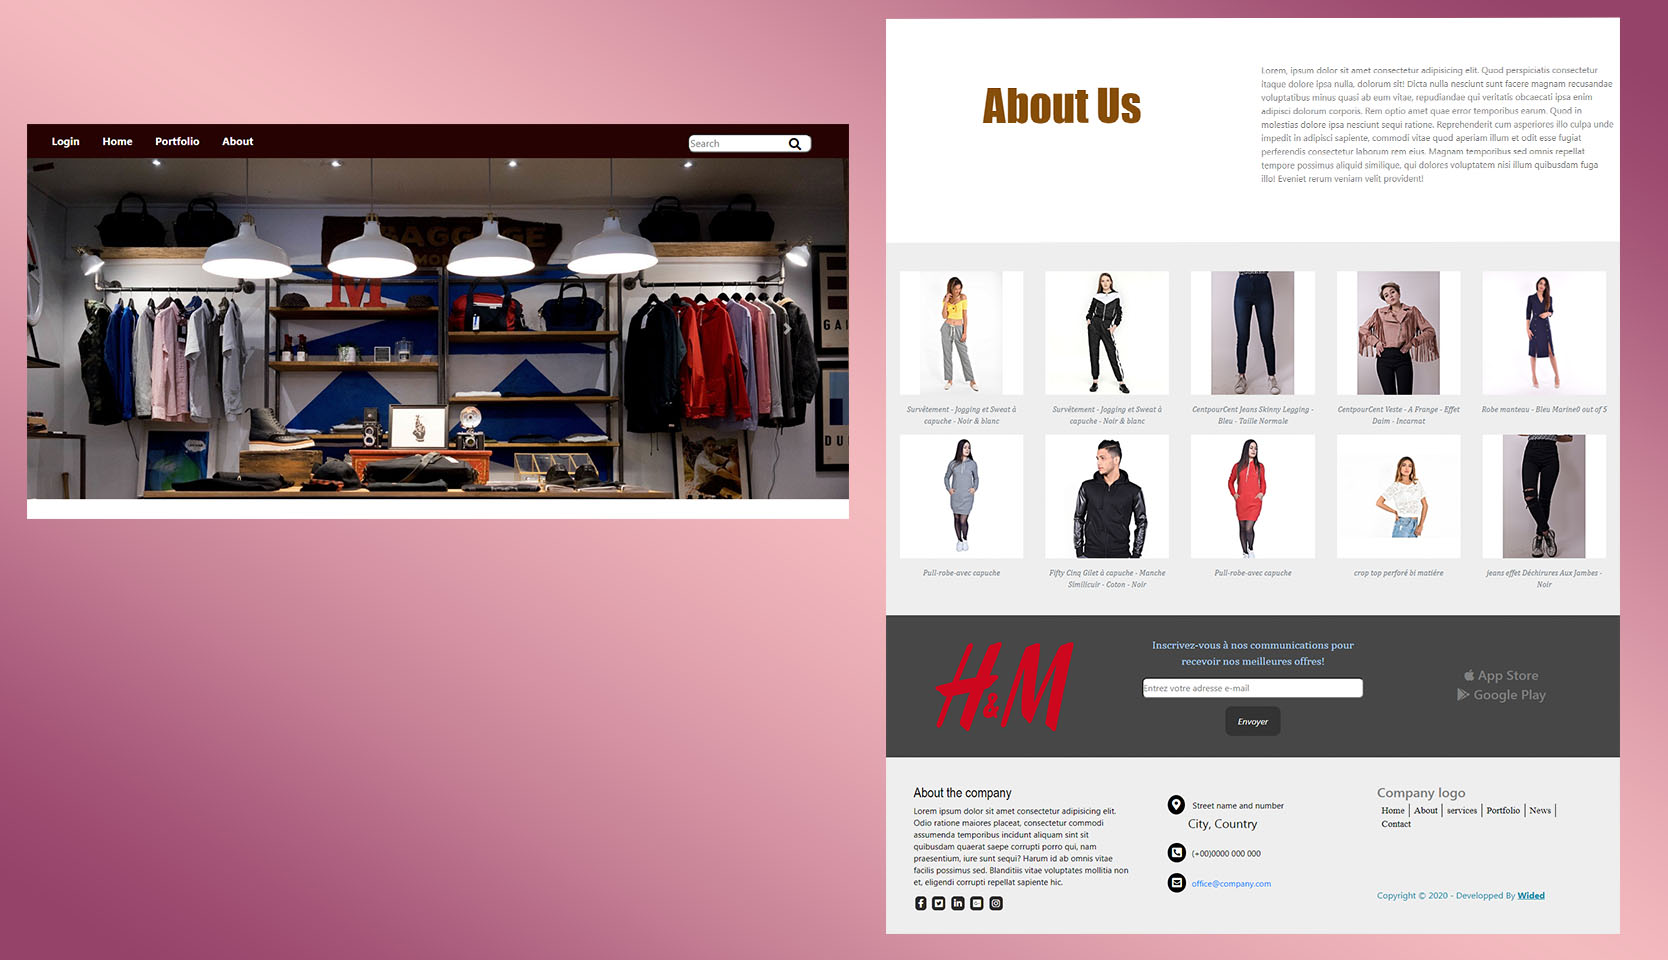 Login Home Portfolio About
Search
BAGGAGE
M
About Us
Lorem, ipsum dolor sit amet consectetur adipisicing elit. Quod perspiciatis consectetur
itaque dolore ipsa nulla, dolorum sit! Dicta nulla nesciunt sunt facere magnam recusandae
voluptatibus minus quasi ab eum vitae, repudiandae qui veritatis obcaecati ipsa enim
adipisci dolorum corporis. Rem optio amet quae error temporibus earum. Quod in
molestias dolore ipsa nesciunt sequi ratione. Reprehenderit cum asperiores illo culpa unde
impedit in adipisci sapiente, commodi vitae quod aperiam illum et odit esse fugiat
perferendis consectetur laborum rem eius. Magnam temporibus sed omnis repellat
tempore possimus aliquid similique, qui dolores voluptatem nisi illum quibusdam fuga
illo! Eveniet rerum veniam velit provident!
Survêtement - Jogging et Sweat à
capuche - Noir & blanc
Survêtement - Jogging et Sweat à
capuche - Noir & blanc
CentpourCent Jeans Skinny Legging -
Bleu - Taille Normale
CentpourCent Veste - A Frange - Effet
Daim - Incarnat
Robe manteau - Bleu Marine0 out of 5
Pull-robe-avec capuche
Fifty Cinq Gilet à capuche - Manche
Similicuir - Coton - Noir
Pull-robe-avec capuche
crop top perforé bi matière
jeans effet Déchirures Aux Jambes -
Noir
H&M
Inscrivez-vous à nos communications pour
recevoir nos meilleures offres!
Entrez votre adresse e-mail
Envoyer
App Store
Google Play
About the company
Lorem ipsum dolor sit amet consectetur adipisicing elit.
Odio ratione maiores placeat, consectetur commodi
assumenda temporibus incidunt aliquam sint sit
quibusdam quaerat saepe corrupti porro qui, nam
praesentium, iure sunt sequi? Harum id ab omnis vitae
facilis possimus sed. Blanditiis vitae voluptates mollitia non
et, eligendi corrupti repellat sapiente hic.
Street name and number
City, Country
(+00)0000 000 000
office@company.com
Company logo
Home | About | services | Portfolio | News |
Contact
Copyright © 2020 - Developped By Wided